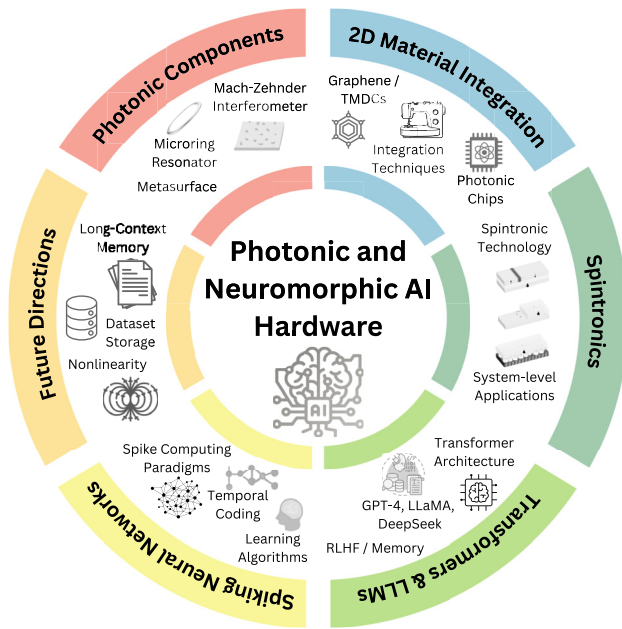 Photonic Components
Mach-Zehnder
Interferometer
Microring
Resonator
Metasurface
2D Material Integration
Graphene /
TMDCs
Integration
Techniques
Photonic
Chips
Spintronics
Spintronic
Technology
System-level
Applications
Transformers & LLMs
Transformer
Architecture
GPT-4, LLaMA,
DeepSeek
RLHF / Memory
Spiking Neural Networks
Spike Computing
Paradigms
Temporal
Coding
Learning
Algorithms
Future Directions
Long-Context
Memory
Dataset
Storage
Nonlinearity
Photonic and
Neuromorphic AI
Hardware
AI